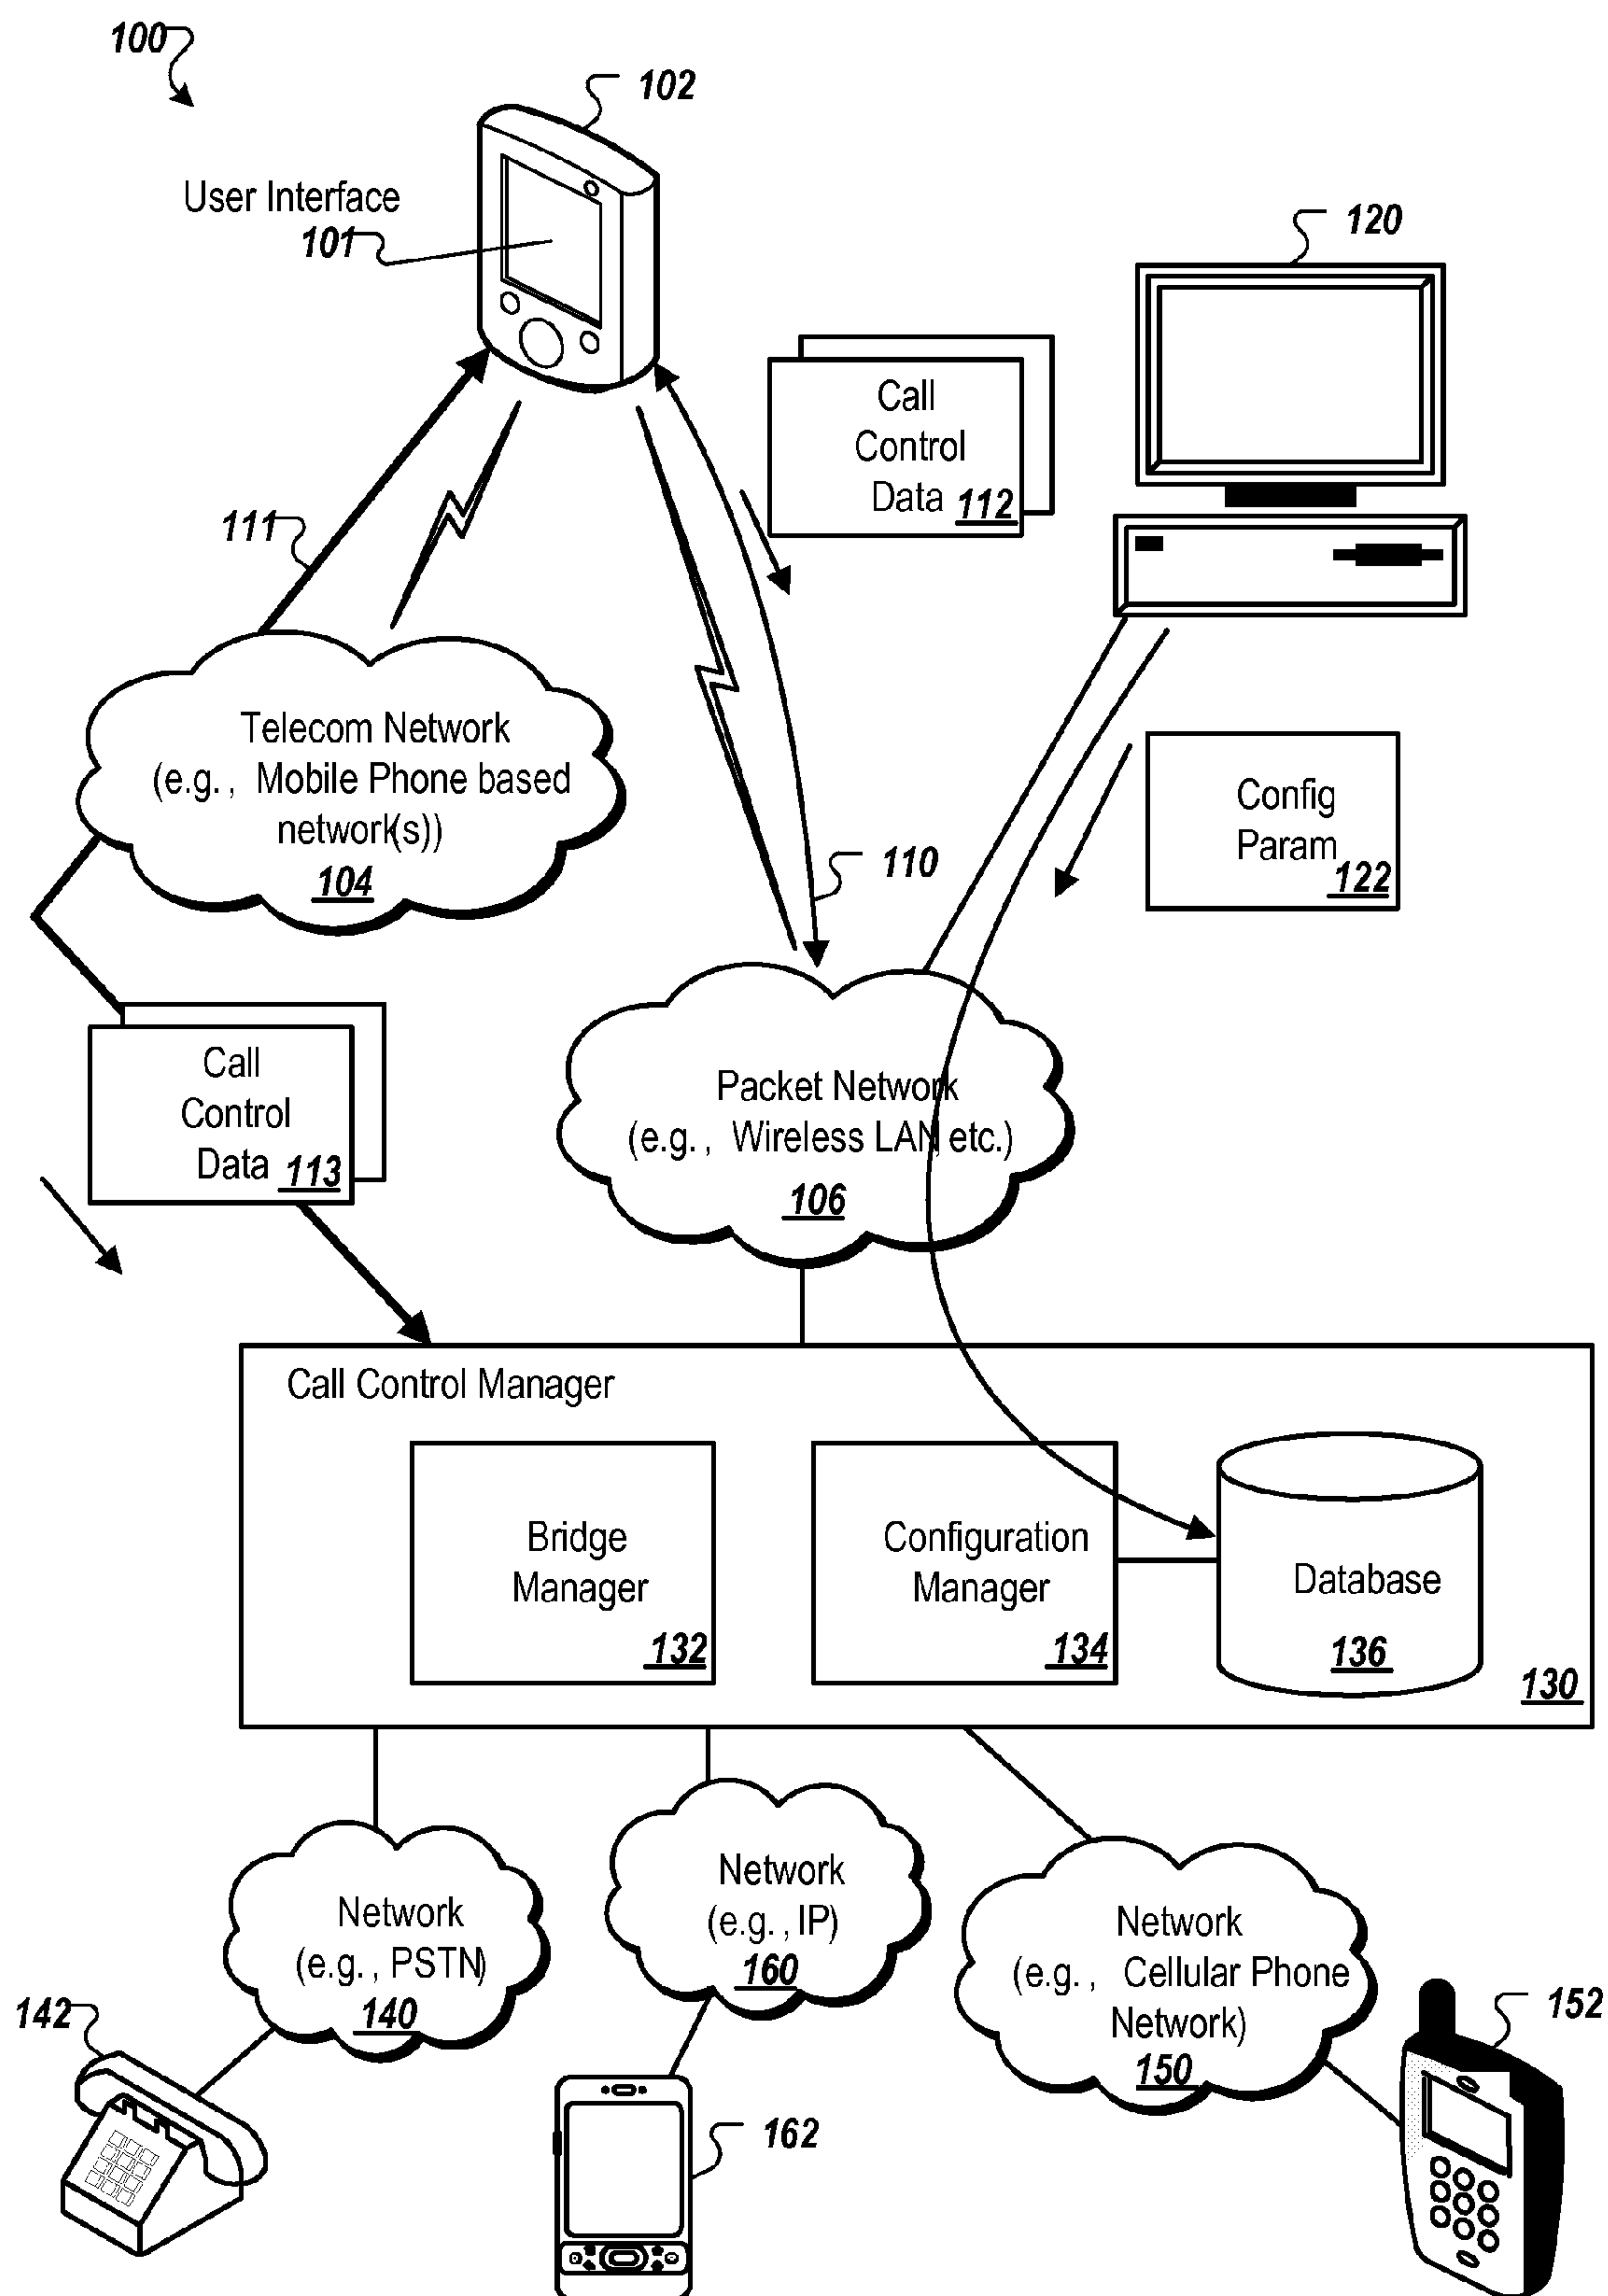 100
102
User Interface
101
120
Call
Control
Data 112
111
Telecom Network
(e.g., Mobile Phone based
network(s))
104
Config
Param
122
110
Call
Control
Data 113
Packet Network
(e.g., Wireless LAN, etc.)
106
Call Control Manager
Bridge
Manager
132
Configuration
Manager
134
Database
136
130
Network
(e.g., PSTN)
140
Network
(e.g., IP)
160
Network
(e.g., Cellular Phone
Network)
150
142
152
162